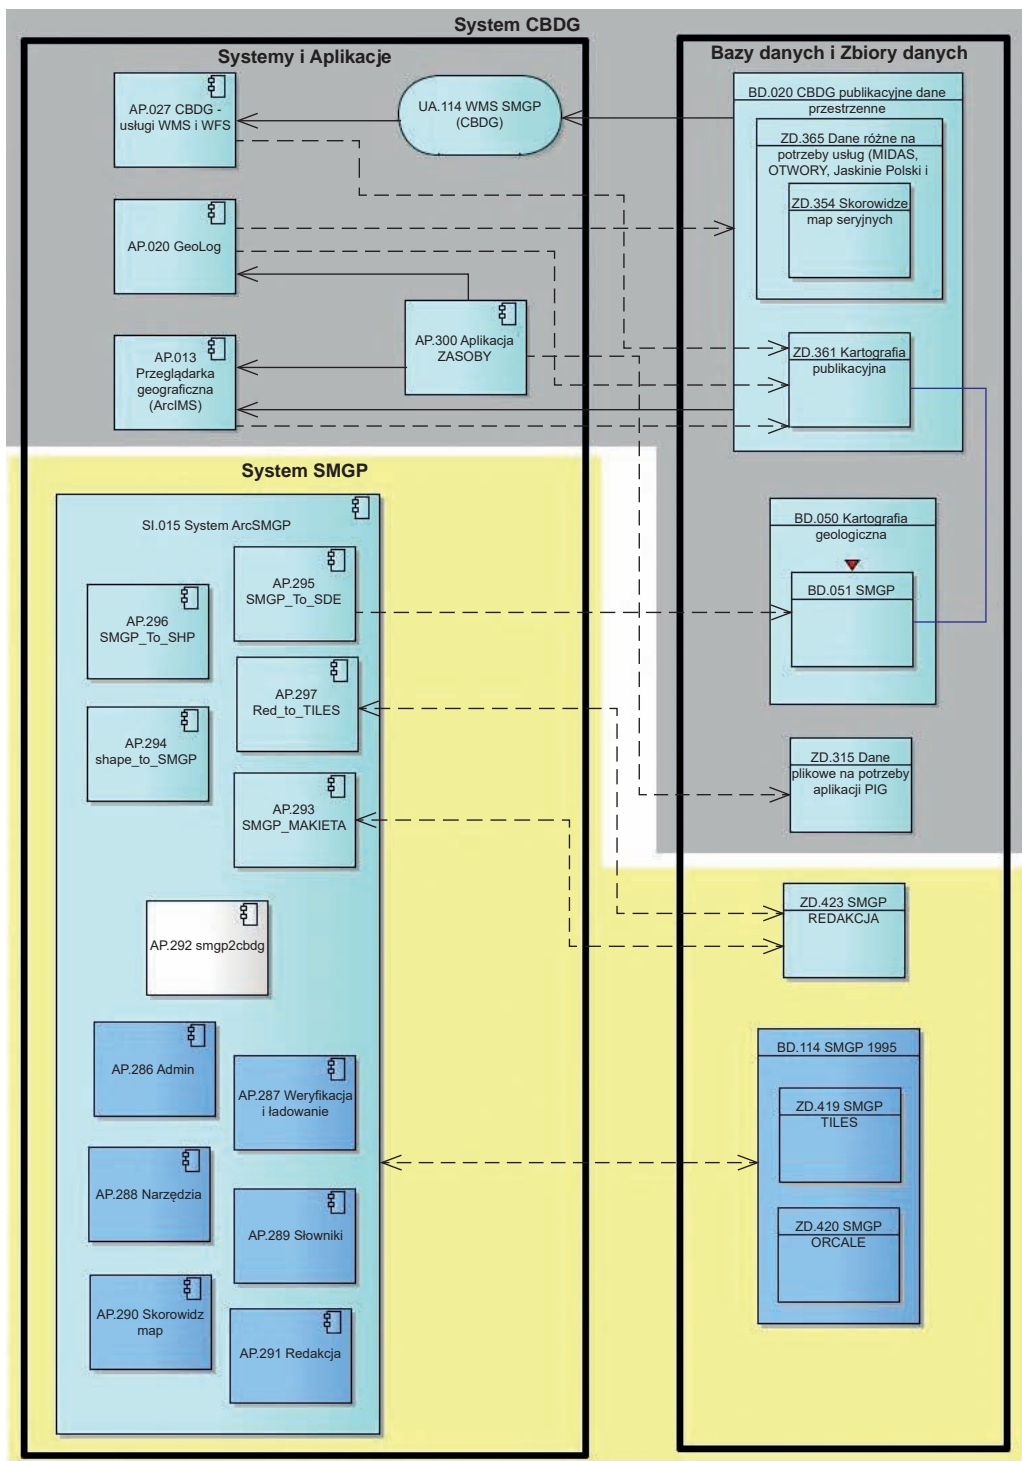 System CBDG
Systemy i Aplikacje
Bazy danych i Zbiory danych
AP.027 CBDG -
usługi WMS i WFS
UA.114 WMS SMGP
(CBDG)
BD.020 CBDG publikacyjne dane
przestrzenne
ZD.365 Dane różne na
potrzeby usług (MIDAS,
OTWORY, Jaskinie Polski i
ZD.354 Skorowidze
map seryjnych
AP.020 GeoLog
AP.300 Aplikacja
ZASOBY
AP.013
Przeglądarka
geograficzna
(ArcIMS)
ZD.361 Kartografia
publikacyjna
System SMGP
SI.015 System ArcSMGP
AP.295
SMGP_To_SDE
AP.296
SMGP_To_SHP
AP.297
Red_to_TILES
AP.294
shape_to_SMGP
AP.293
SMGP_MAKIETA
BD.050 Kartografia
geologiczna
BD.051 SMGP
ZD.315 Dane
plikowe na potrzeby
aplikacji PIG
AP.292 smgp2cbdg
ZD.423 SMGP
REDAKCJA
AP.286 Admin
AP.287 Weryfikacja
i ładowanie
AP.288 Narzędzia
AP.289 Słowniki
AP.290 Skorowidz
map
AP.291 Redakcja
BD.114 SMGP 1995
ZD.419 SMGP
TILES
ZD.420 SMGP
ORCALE